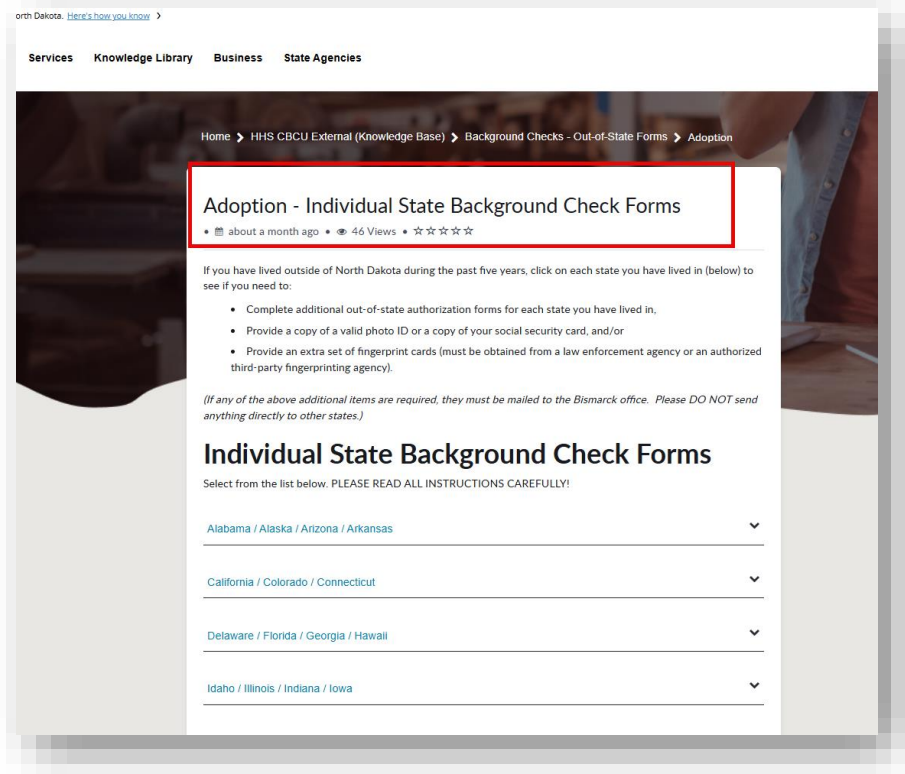 orth Dakota. Here's how you know
Services Knowledge Library Business State Agencies
Home > HHS CBCU External (Knowledge Base) > Background Checks - Out-of-State Forms > Adoption
Adoption - Individual State Background Check Forms
• about a month ago • 46 Views •
If you have lived outside of North Dakota during the past five years, click on each state you have lived in (below) to
see if you need to:
• Complete additional out-of-state authorization forms for each state you have lived in,
• Provide a copy of a valid photo ID or a copy of your social security card, and/or
• Provide an extra set of fingerprint cards (must be obtained from a law enforcement agency or an authorized
third-party fingerprinting agency).
(If any of the above additional items are required, they must be mailed to the Bismarck office. Please DO NOT send
anything directly to other states.)
Individual State Background Check Forms
Select from the list below. PLEASE READ ALL INSTRUCTIONS CAREFULLY!
Alabama / Alaska / Arizona / Arkansas
California / Colorado / Connecticut
Delaware / Florida / Georgia / Hawaii
Idaho / Illinois / Indiana / Iowa